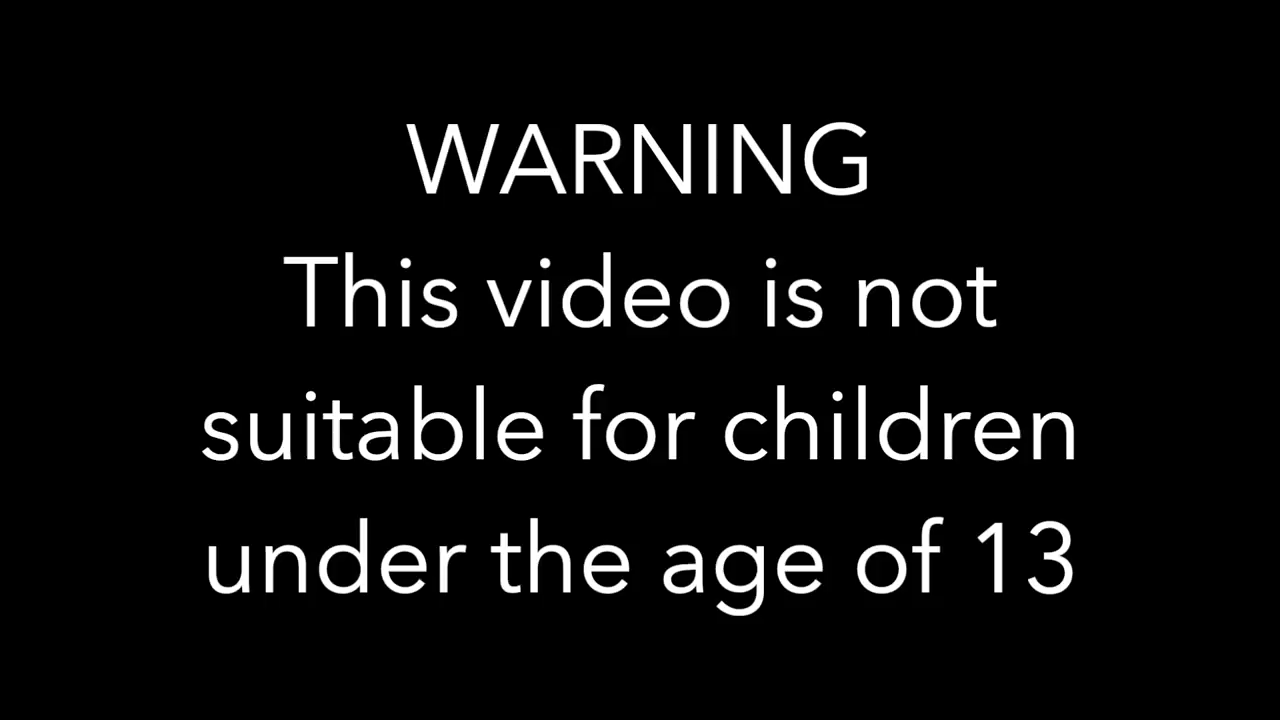 WARNING
This video is not
suitable for children
under the age of 13